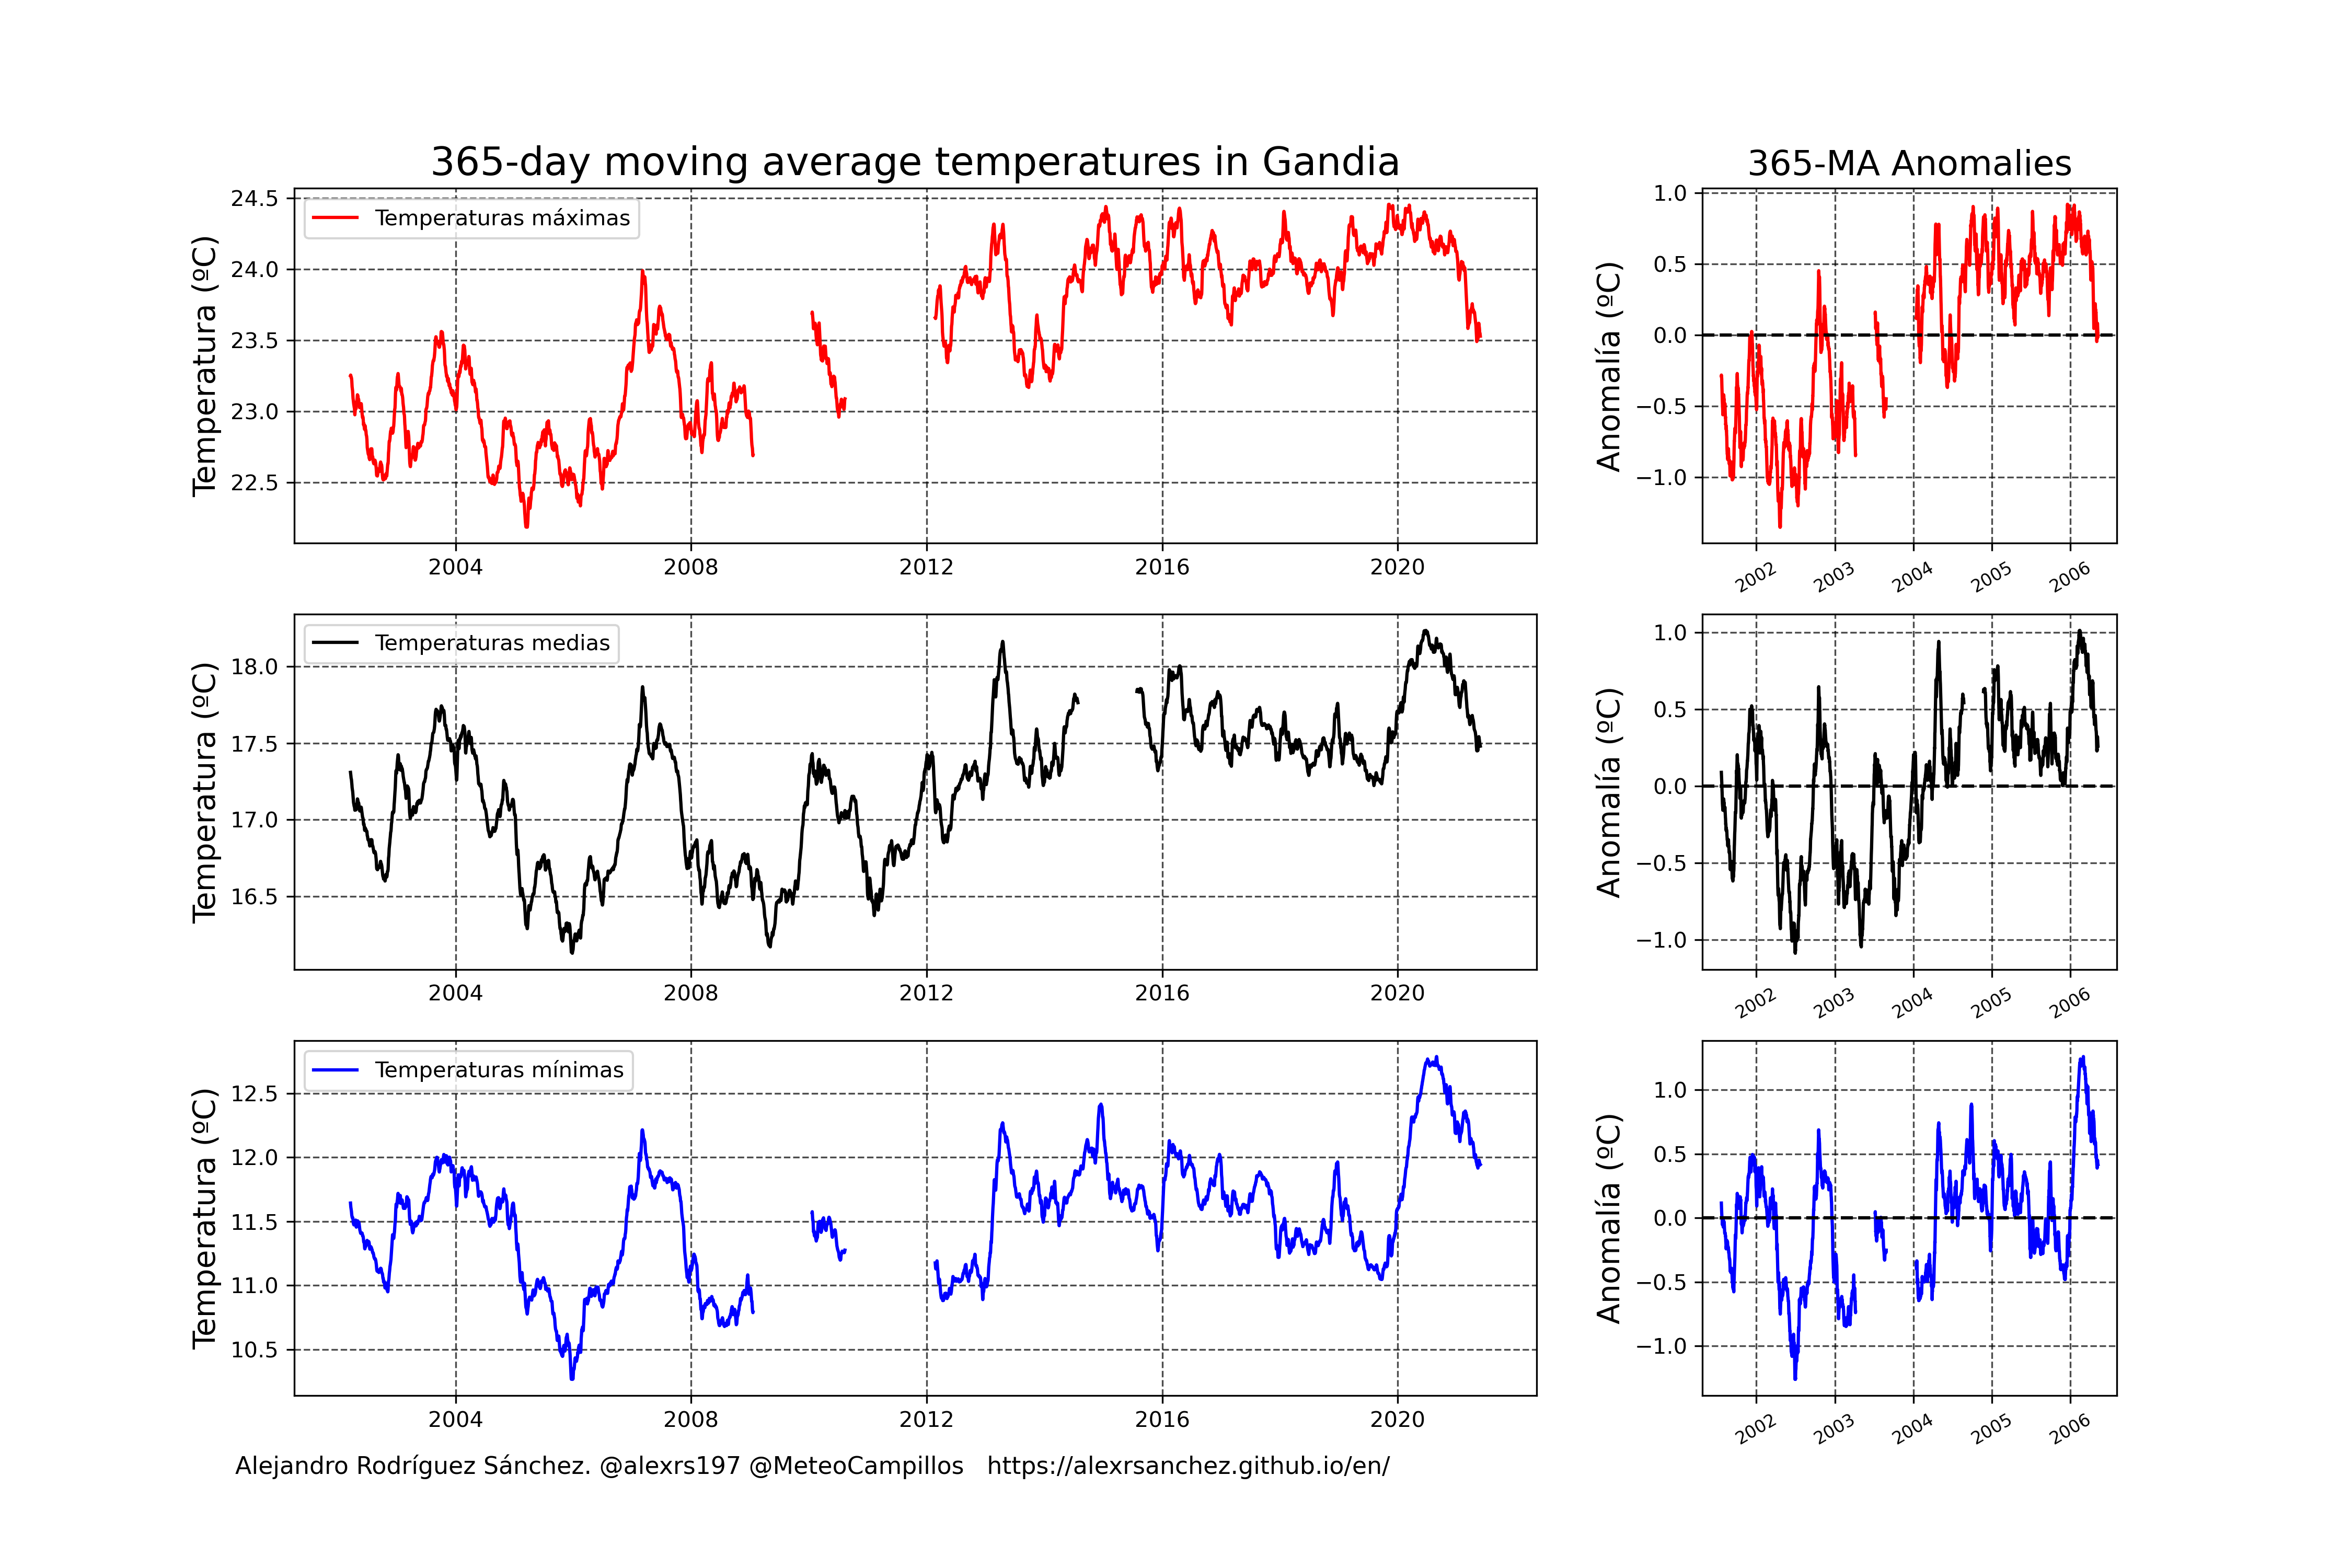 365-day moving average temperatures in Gandia
365-MA Anomalies
Temperatura (ºC)
24.5
24.0
23.5
23.0
22.5
Temperaturas máximas
2004 2008 2012 2016 2020
Anomalía (ºC)
1.0
0.5
0.0
−0.5
−1.0
2002 2003 2004 2005 2006
Temperatura (ºC)
18.0
17.5
17.0
16.5
Temperaturas medias
2004 2008 2012 2016 2020
Anomalía (ºC)
1.0
0.5
0.0
−0.5
−1.0
2002 2003 2004 2005 2006
Temperatura (ºC)
12.5
12.0
11.5
11.0
10.5
Temperaturas mínimas
2004 2008 2012 2016 2020
Anomalía (ºC)
1.0
0.5
0.0
−0.5
−1.0
2002 2003 2004 2005 2006
Alejandro Rodríguez Sánchez. @alexrs197 @MeteoCampillos https://alexrsanchez.github.io/en/